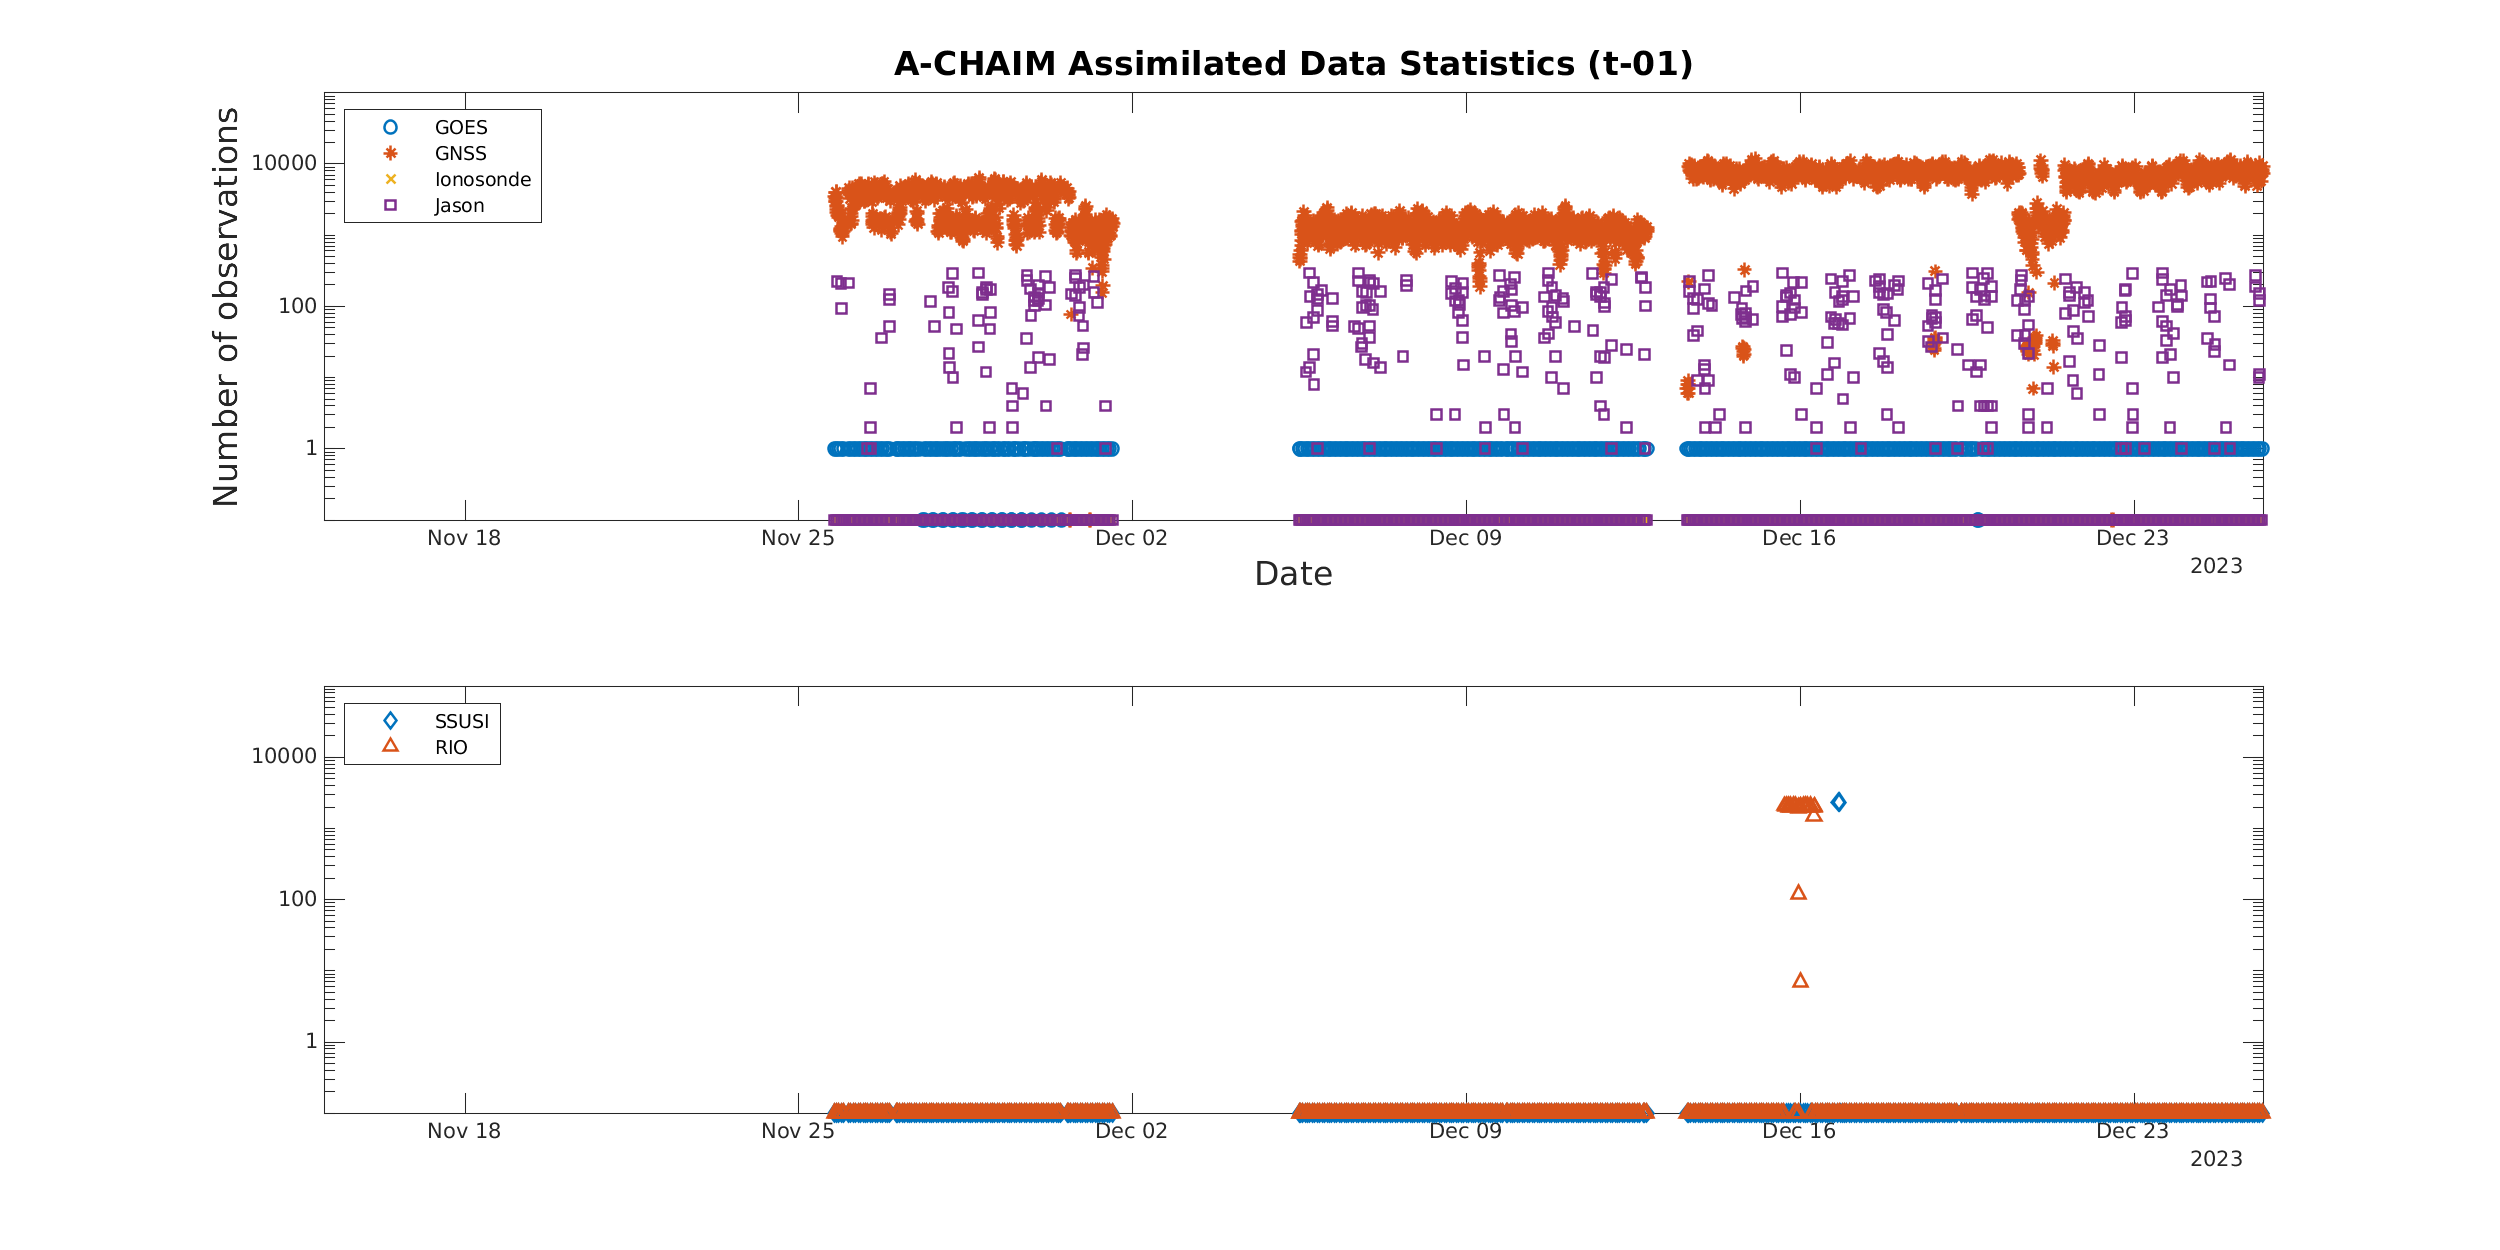 A-CHAIM Assimilated Data Statistics (t-01)
Number of observations
10000
100
1
GOES
GNSS
Ionosonde
Jason
Nov 18
Nov 25
Dec 02
Dec 09
Dec 16
Dec 23
2023
Date
10000
100
1
SSUSI
RIO
Nov 18
Nov 25
Dec 02
Dec 09
Dec 16
Dec 23
2023